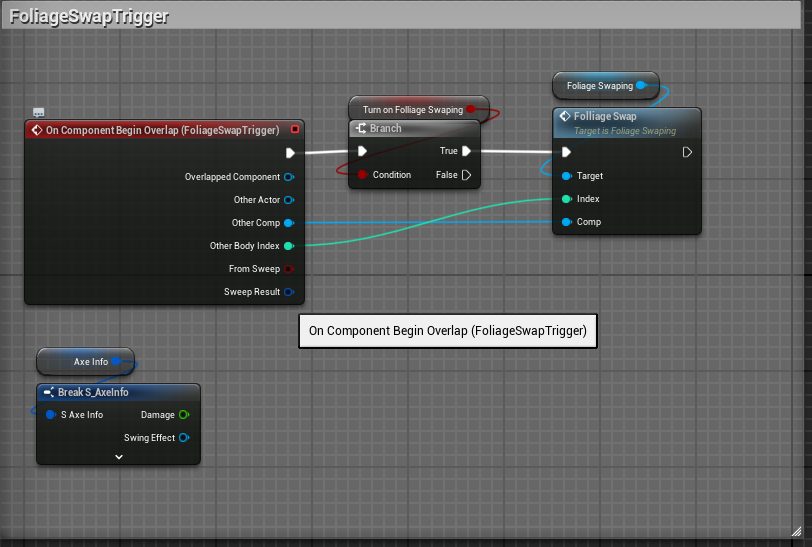 FoliageSwapTrigger
Foliage Swaping
Turn on Folliage Swaping
On Component Begin Overlap (FoliageSwapTrigger)
Branch
True
Condition
False
Folliage Swap
Target is Foliage Swaping
Target
Index
Comp
Overlapped Component
Other Actor
Other Comp
Other Body Index
From Sweep
Sweep Result
On Component Begin Overlap (FoliageSwapTrigger)
Axe Info
Break S_AxeInfo
S Axe Info
Damage
Swing Effect